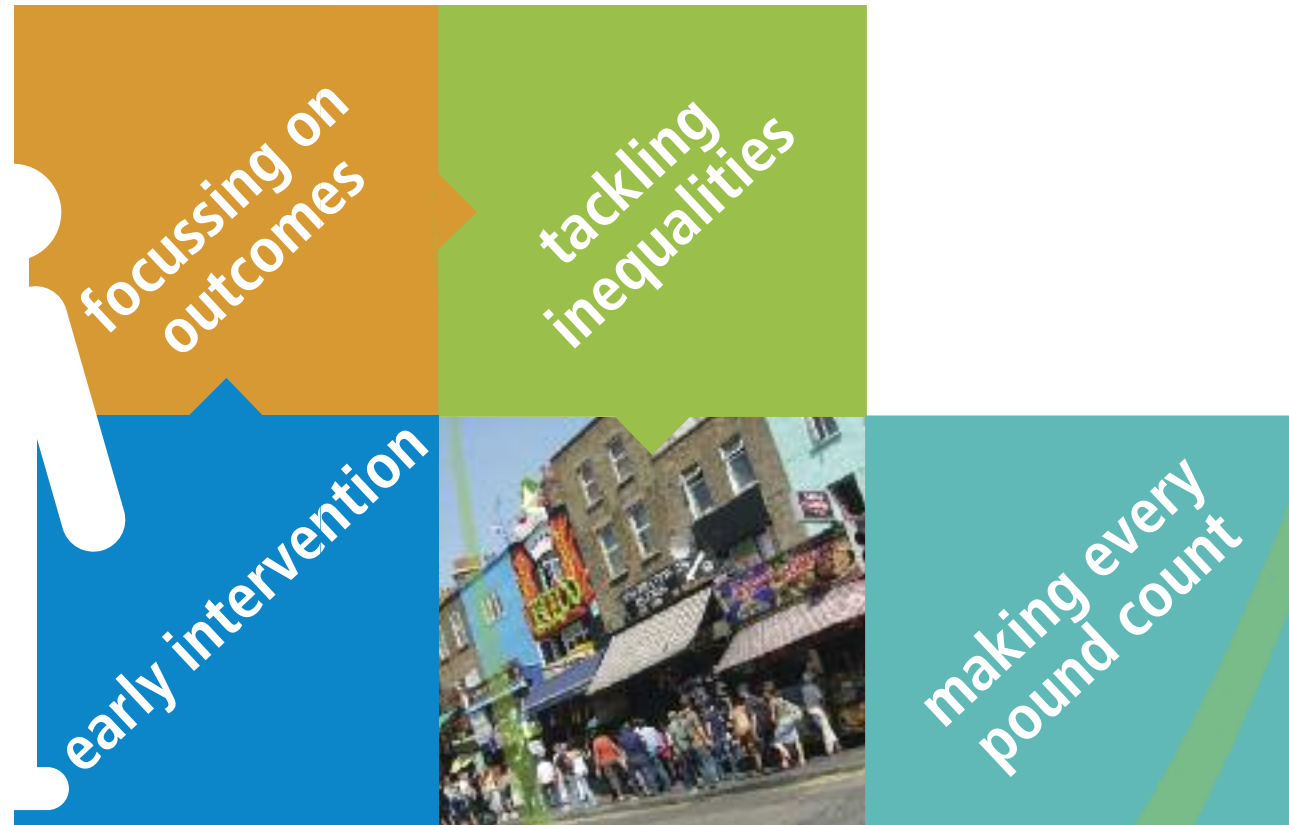 focussing on
outcomes
tackling
inequalities
early intervention
making every
pound count